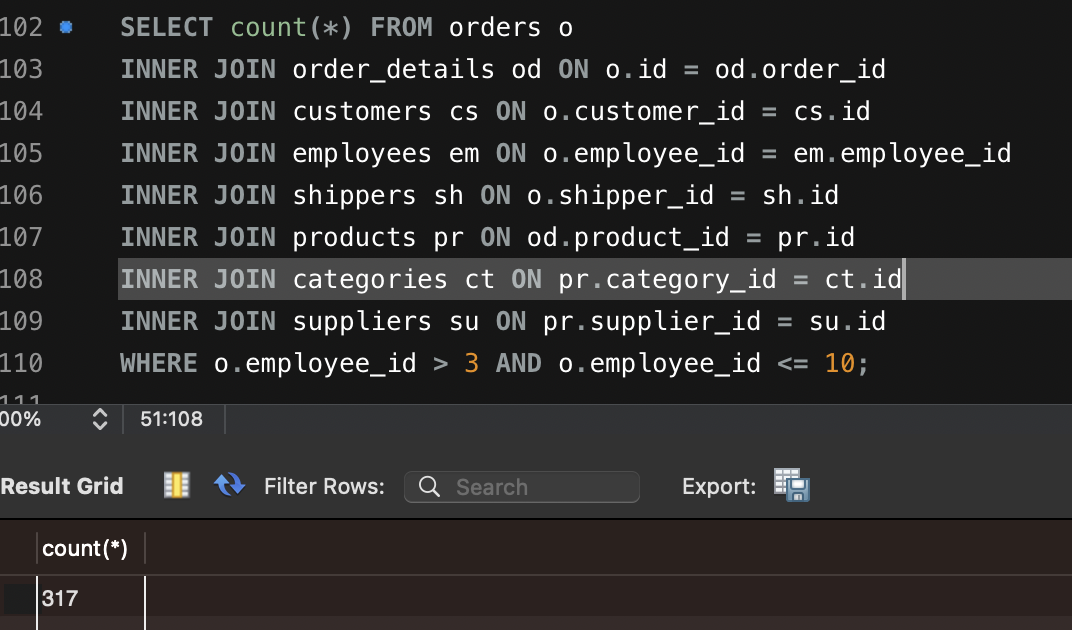 102 SELECT count(*) FROM orders o
103 INNER JOIN order_details od ON o.id = od.order_id
104 INNER JOIN customers cs ON o.customer_id = cs.id
105 INNER JOIN employees em ON o.employee_id = em.employee_id
106 INNER JOIN shippers sh ON o.shipper_id = sh.id
107 INNER JOIN products pr ON od.product_id = pr.id
108 INNER JOIN categories ct ON pr.category_id = ct.id
109 INNER JOIN suppliers su ON pr.supplier_id = su.id
110 WHERE o.employee_id > 3 AND o.employee_id <= 10;
111
00% 51:108
Result Grid Filter Rows: Search Export:
count(*)
317